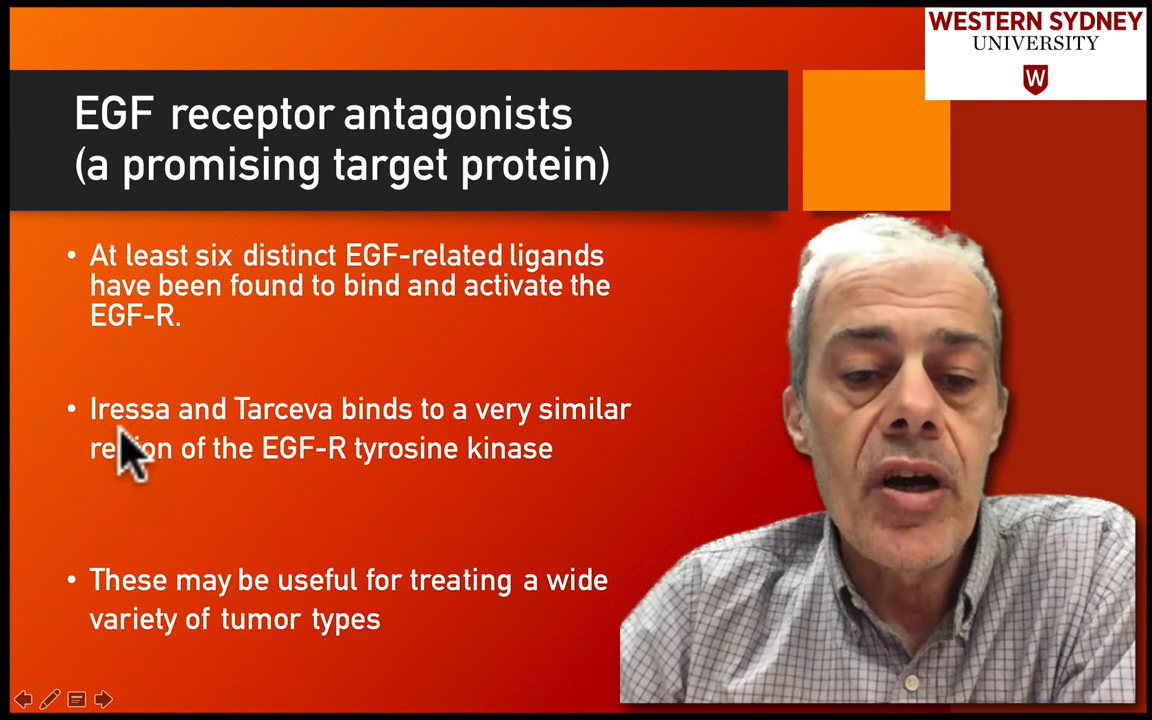 WESTERN SYDNEY
UNIVERSITY
W
EGF receptor antagonists
(a promising target protein)
• At least six distinct EGF-related ligands
have been found to bind and activate the
EGF-R.
• Iressa and Tarceva binds to a very similar
of the EGF-R tyrosine kinase
• These may be useful for treating a wide
variety of tumor types